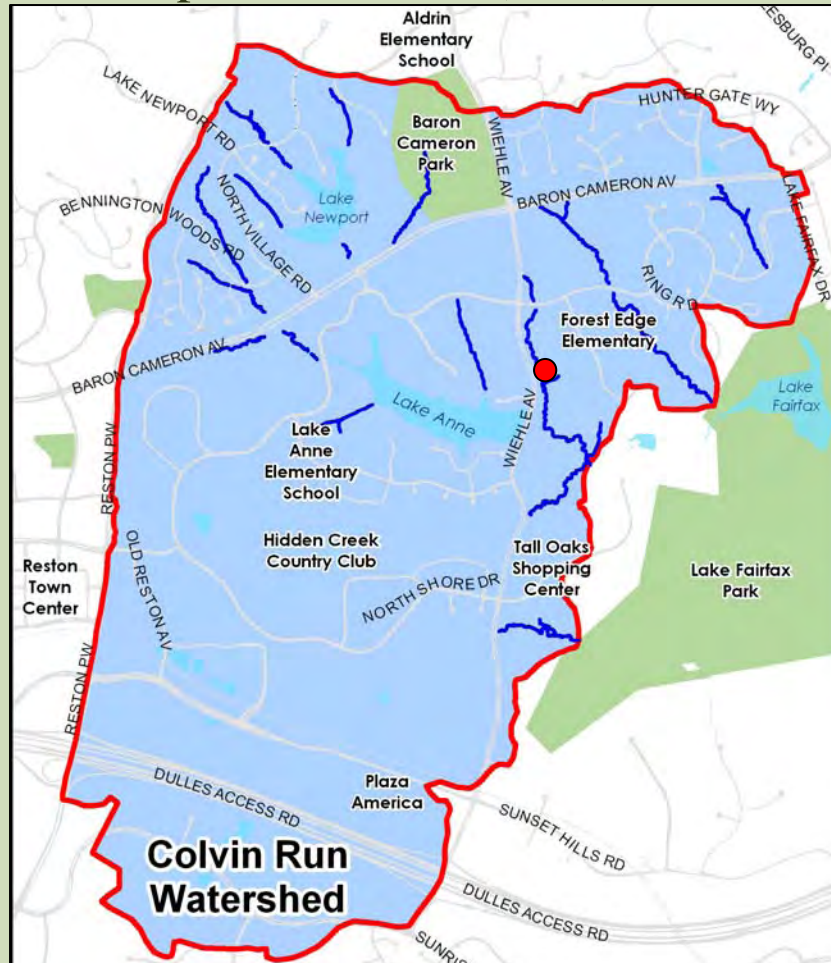 Aldrin
Elementary
School
LAKE NEWPORT RD
HUNTER GATE WY
Baron
Cameron
Park
WIEHLE AV
BARON CAMERON AV
LAKE FAIRFAX DR
Lake
Newport
BENNINGTON WOODS RD
NORTH VILLAGE RD
RING RD
Forest Edge
Elementary
BARON CAMERON AV
Lake
Fairfax
Lake Anne
WIEHLE AV
Lake
Anne
Elementary
School
RESTON PW
Hidden Creek
Country Club
Tall Oaks
Shopping
Center
Reston
Town
Center
OLD RESTON AV
Lake Fairfax
Park
NORTH SHORE DR
RESTON PW
Plaza
America
DULLES ACCESS RD
SUNSET HILLS RD
Colvin Run
Watershed
DULLES ACCESS RD